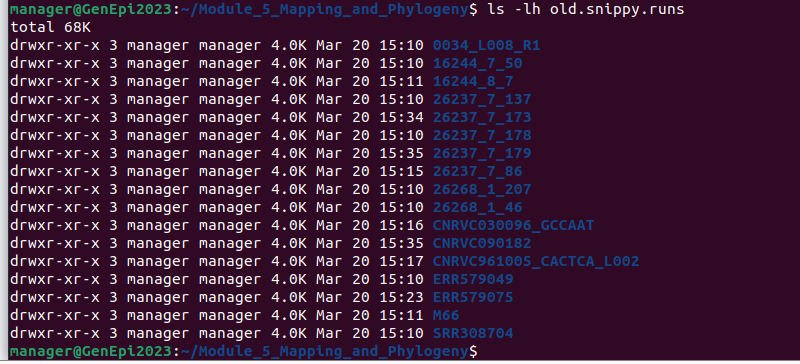 manager@GenEpi2023:~/Module_5_Mapping_and_Phylogeny$ ls -lh old.snippy.runs
total 68K
drwxr-xr-x 3 manager manager 4.0K Mar 20 15:10 0034_L008_R1
drwxr-xr-x 3 manager manager 4.0K Mar 20 15:10 16244_7_50
drwxr-xr-x 3 manager manager 4.0K Mar 20 15:11 16244_8_7
drwxr-xr-x 3 manager manager 4.0K Mar 20 15:10 26237_7_137
drwxr-xr-x 3 manager manager 4.0K Mar 20 15:34 26237_7_173
drwxr-xr-x 3 manager manager 4.0K Mar 20 15:10 26237_7_178
drwxr-xr-x 3 manager manager 4.0K Mar 20 15:35 26237_7_179
drwxr-xr-x 3 manager manager 4.0K Mar 20 15:15 26237_7_86
drwxr-xr-x 3 manager manager 4.0K Mar 20 15:10 26268_1_207
drwxr-xr-x 3 manager manager 4.0K Mar 20 15:10 26268_1_46
drwxr-xr-x 3 manager manager 4.0K Mar 20 15:16 CNRVC030096_GCCAAT
drwxr-xr-x 3 manager manager 4.0K Mar 20 15:35 CNRVC090182
drwxr-xr-x 3 manager manager 4.0K Mar 20 15:17 CNRVC961005_CACTCA_L002
drwxr-xr-x 3 manager manager 4.0K Mar 20 15:10 ERR579049
drwxr-xr-x 3 manager manager 4.0K Mar 20 15:23 ERR579075
drwxr-xr-x 3 manager manager 4.0K Mar 20 15:11 M66
drwxr-xr-x 3 manager manager 4.0K Mar 20 15:10 SRR308704
manager@GenEpi2023:~/Module_5_Mapping_and_Phylogeny$